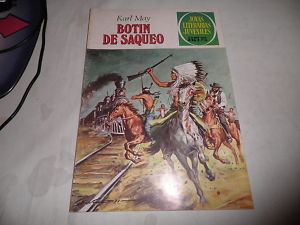 Karl May
BOTIN
DE SAQUEO
JOYAS
LITERARIAS
JUVENILES